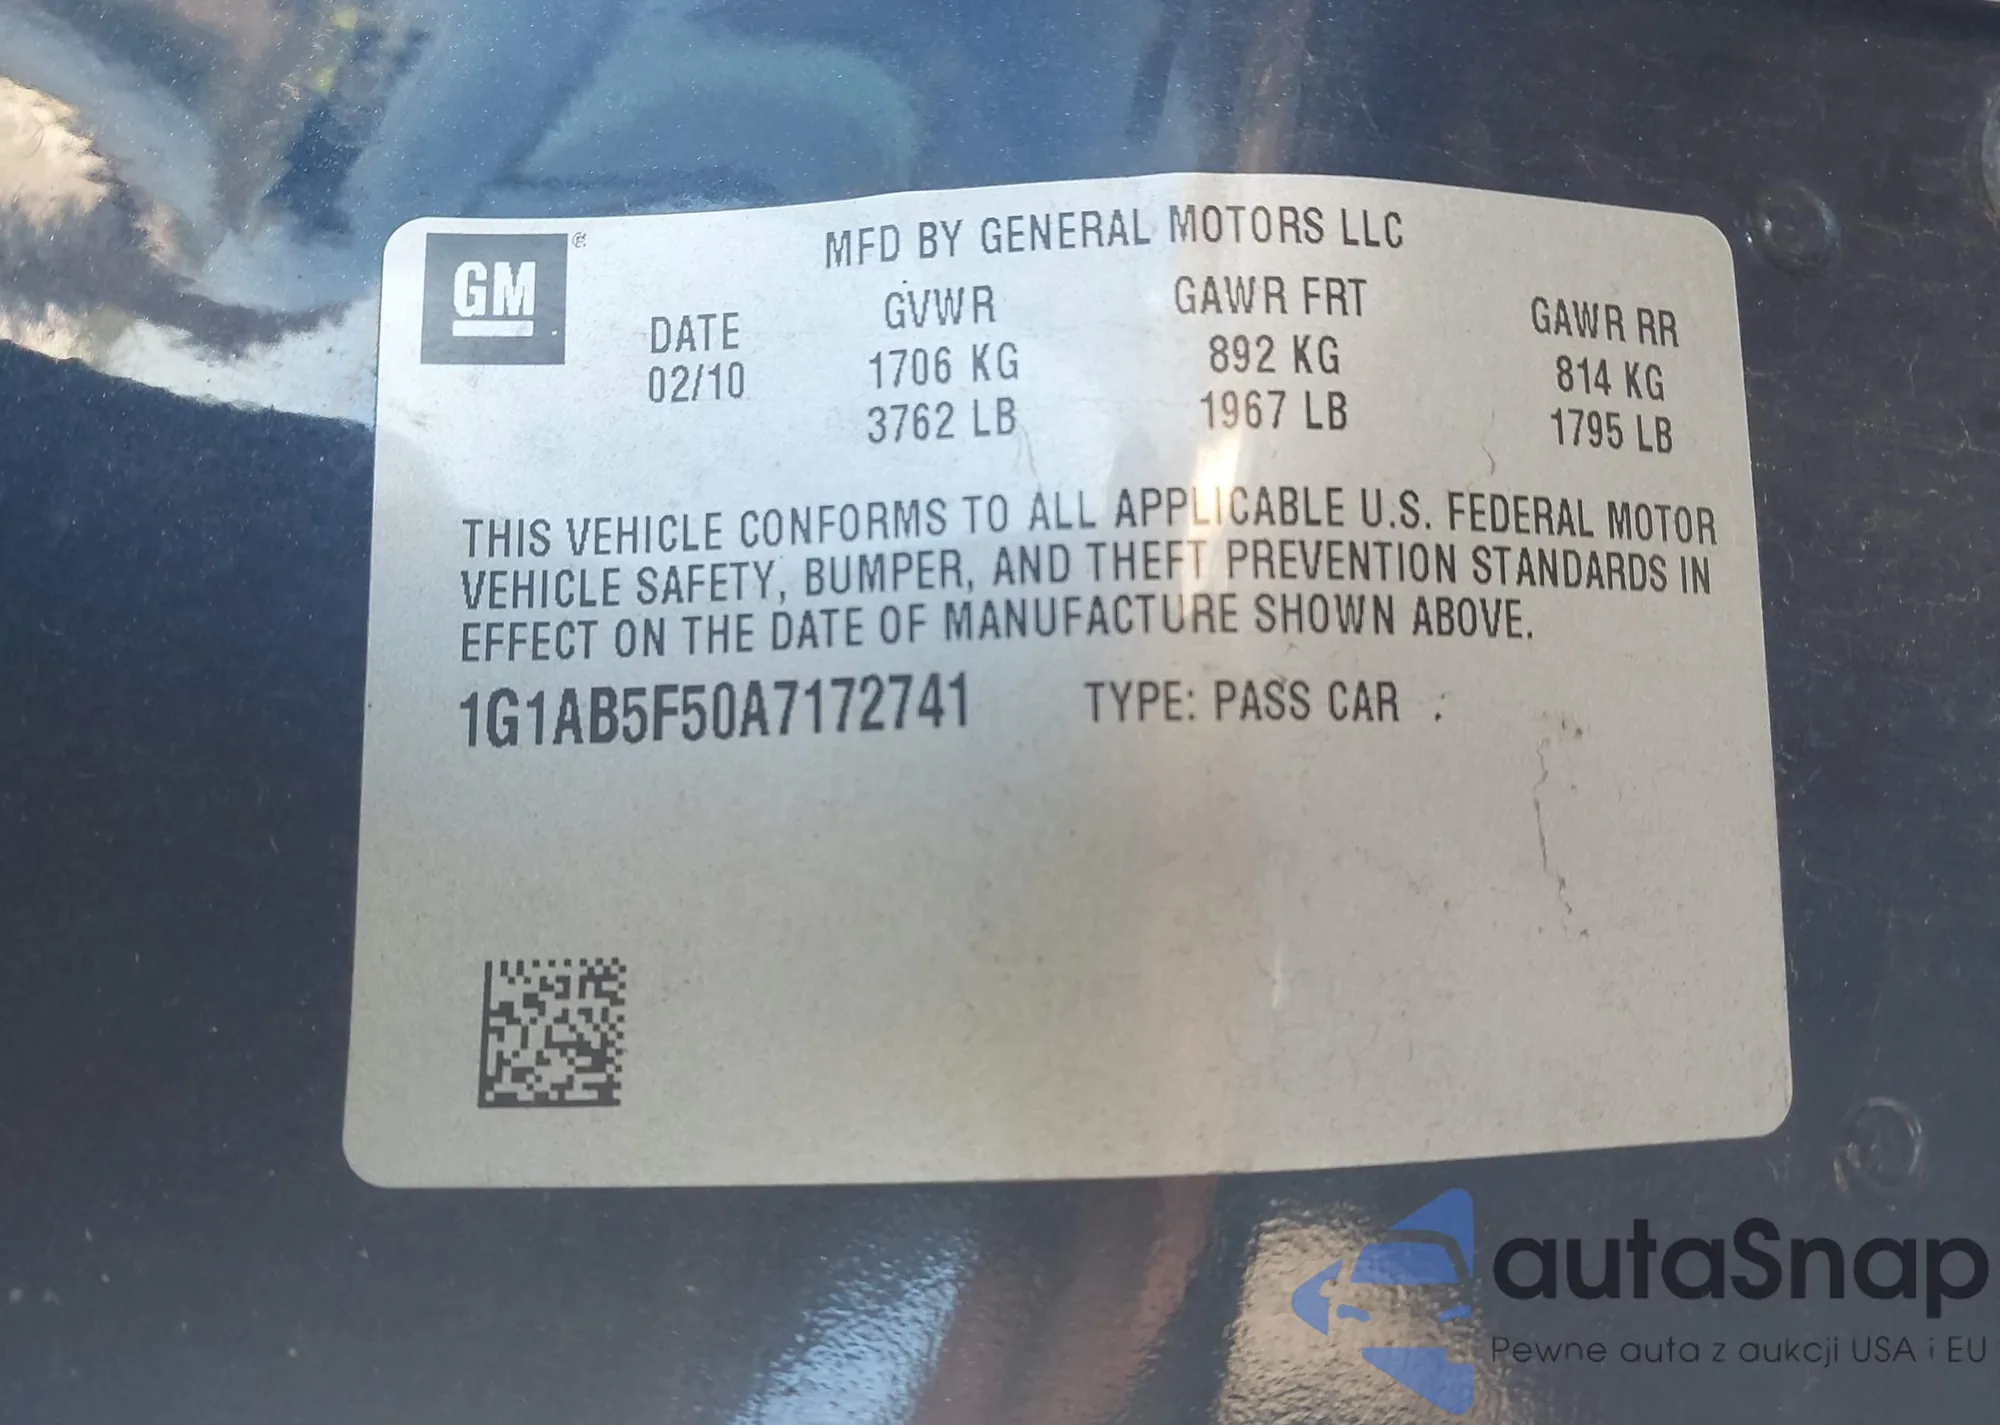 GM
MFD BY GENERAL MOTORS LLC
DATE GVWR GAWR FRT GAWR RR
02/10 1706 KG 892 KG 814 KG
3762 LB 1967 LB 1795 LB
THIS VEHICLE CONFORMS TO ALL APPLICABLE U.S. FEDERAL MOTOR
VEHICLE SAFETY, BUMPER, AND THEFT PREVENTION STANDARDS IN
EFFECT ON THE DATE OF MANUFACTURE SHOWN ABOVE.
1G1AB5F50A7172741 TYPE: PASS CAR
autaSnap
Pewne auta z aukcji USA i EU